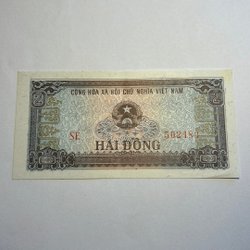 CỘNG HÒA XÃ HỘI CHỦ NGHĨA VIỆT NAM
SE
HAI ĐỒNG